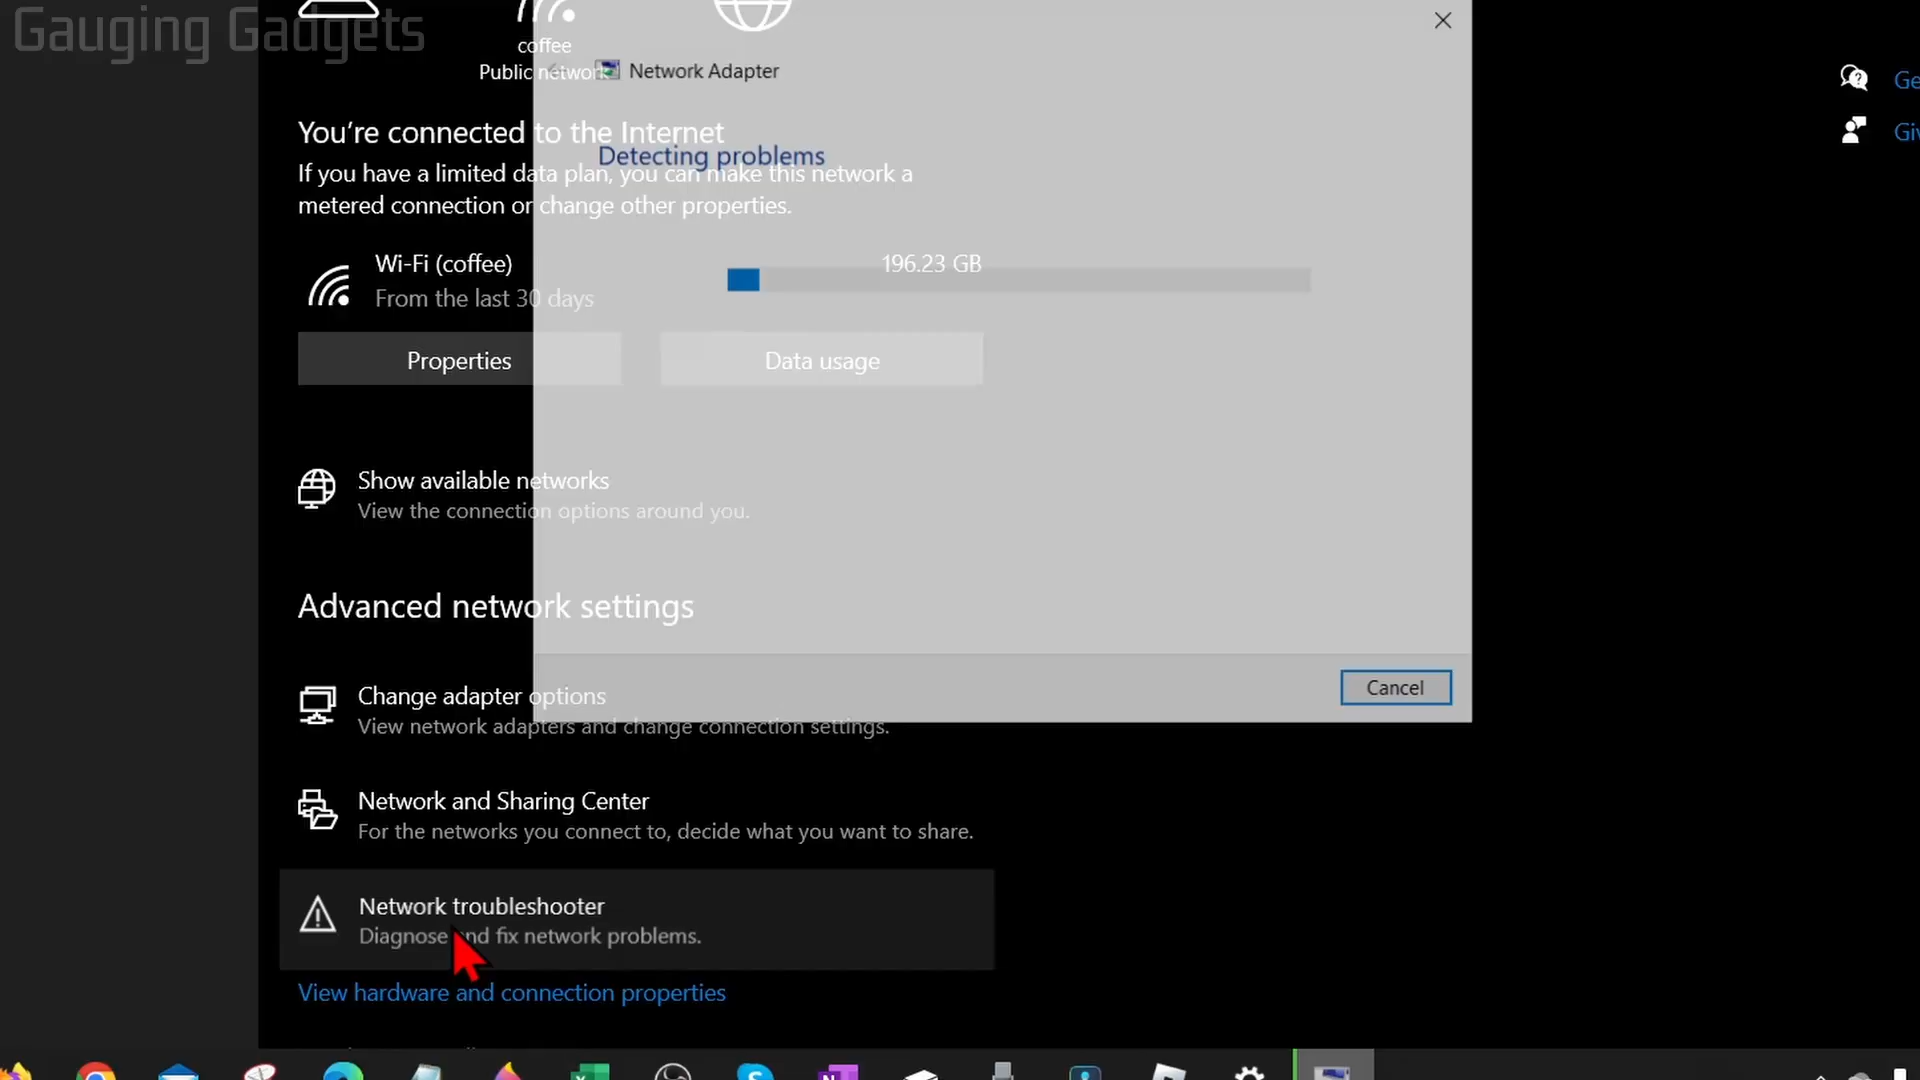 Gauging Gadgets
coffee
Public network
Network Adapter
Ge
Giv
You're connected to the Internet
Detecting problems
If you have a limited data plan, you can make this network a
metered connection or change other properties.
Wi-Fi (coffee)
196.23 GB
From the last 30 days
Properties
Data usage
Show available networks
View the connection options around you.
Advanced network settings
Cancel
Change adapter options
View network adapters and change connection settings.
Network and Sharing Center
For the networks you connect to, decide what you want to share.
Network troubleshooter
Diagnose and fix network problems.
View hardware and connection properties